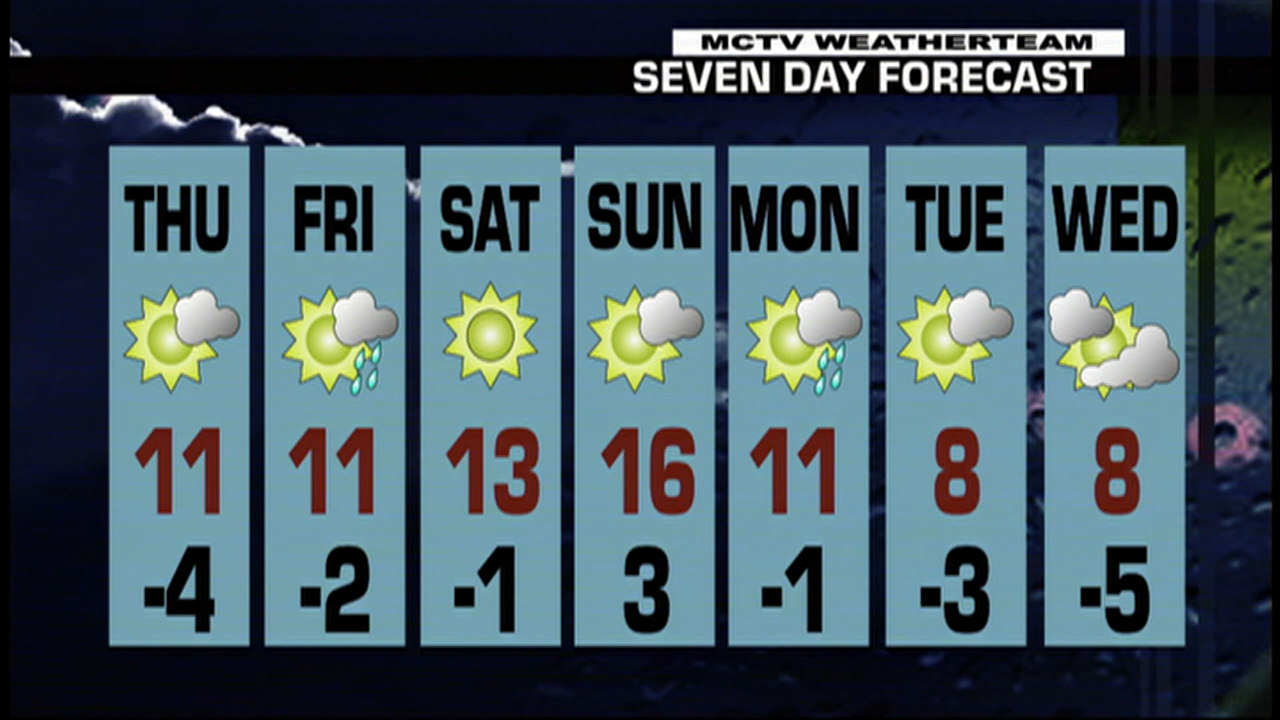 MCTV WEATHERTEAM
SEVEN DAY FORECAST
THU FRI SAT SUN MON TUE WED
11 11 13 16 11 8 8
-4 -2 -1 3 -1 -3 -5